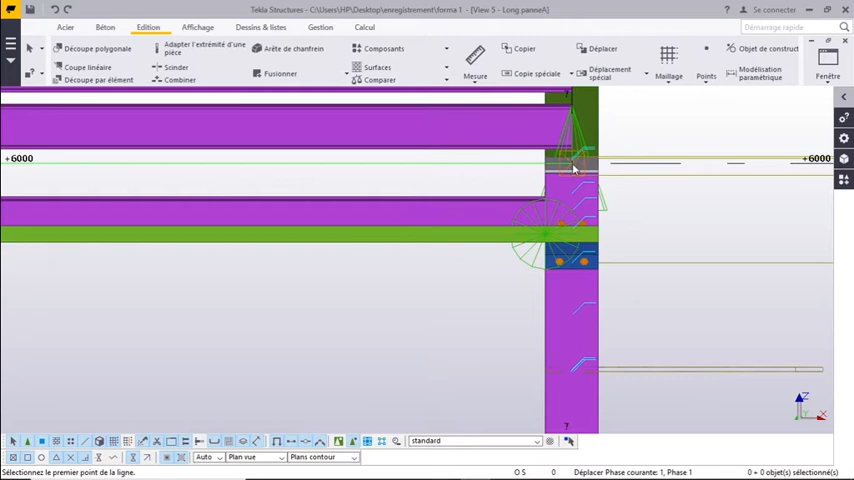 Tekla Structures - C:\Users\HP\Desktop\enregistrement\forma 1 - [View 5 - Long panneA]
Accès rapide
Se connecter
Acier
Béton
Edition
Affichage
Dessins & listes
Gestion
Calcul
Chercher
Découpe polygonale
Adapter l'extrémité d'une pièce
Arête de chanfrein
Composants
Copier
Déplacer
Objet de construct
Coupe linéaire
Scinder
Fusionner
Surfaces
Mesure
Copie spéciale
Déplacement spécial
Maillage
Points
Modélisation paramétrique
Fenêtre
Découpe par élément
Combiner
Comparer
?
+6000
+6000
?
Z
Y
X
standard
Auto
Plan vue
Plans contour
Sélectionnez le premier point de la ligne.
O S
0
Déplacer Phase courante: 1, Phase 1
0 + 0 objet(s) sélectionné(s)